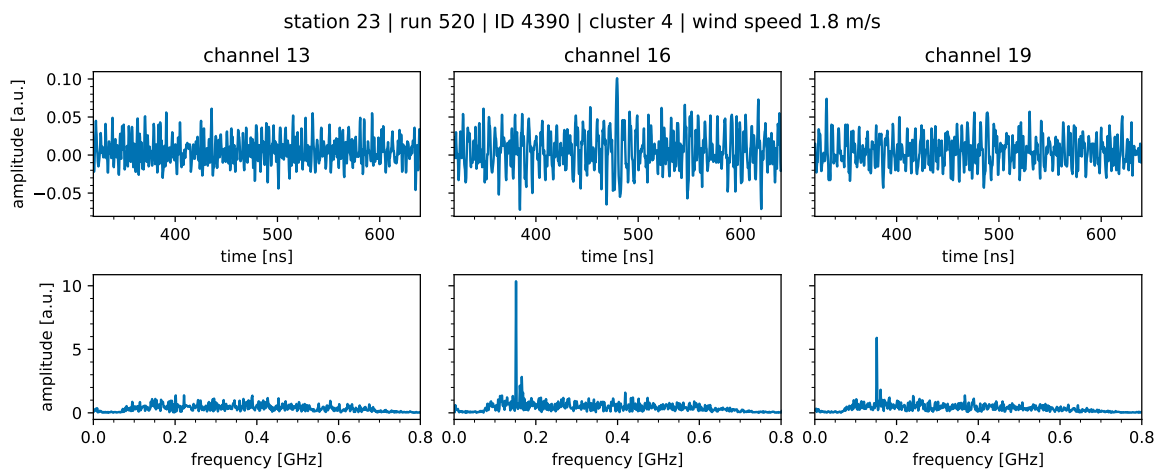 station 23 | run 520 | ID 4390 | cluster 4 | wind speed 1.8 m/s
channel 13
channel 16
channel 19
amplitude [a.u.]
0.10
0.05
0.00
−0.05
400
500
600
400
500
600
400
500
600
time [ns]
time [ns]
time [ns]
amplitude [a.u.]
10
5
0
0.0
0.2
0.4
0.6
0.8
0.0
0.2
0.4
0.6
0.8
0.0
0.2
0.4
0.6
0.8
frequency [GHz]
frequency [GHz]
frequency [GHz]